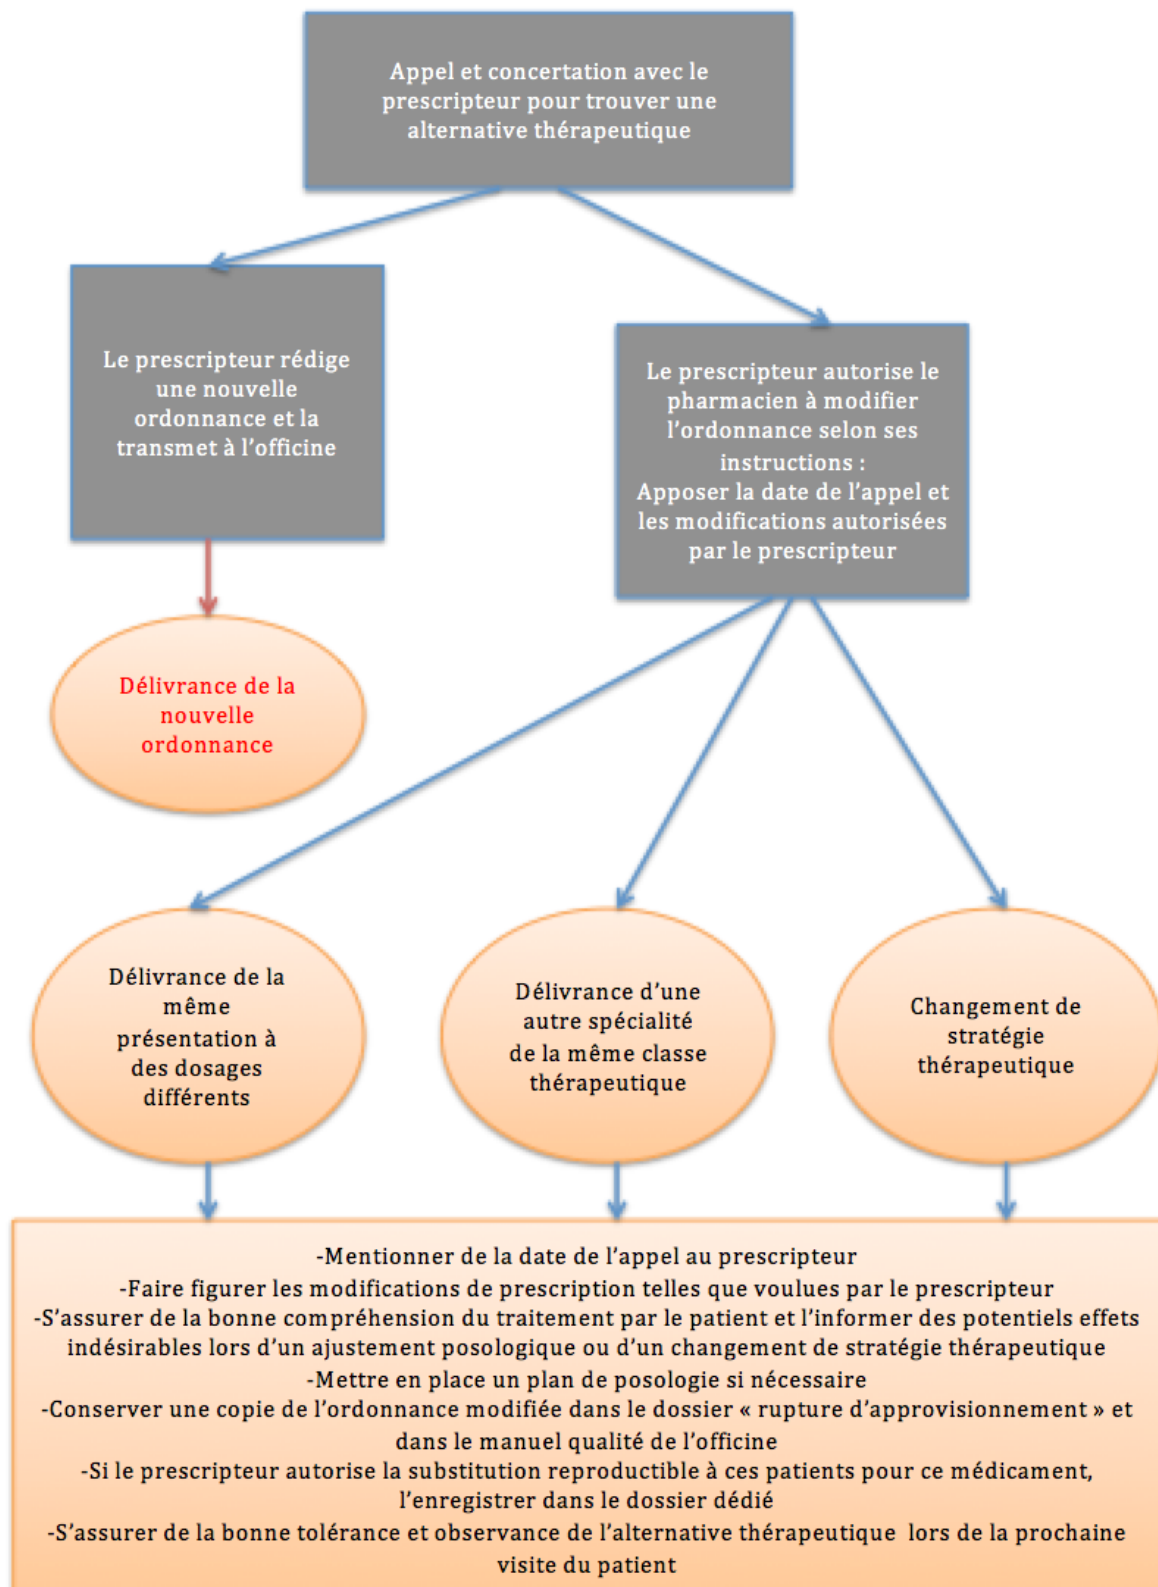 Appel et concertation avec le
prescripteur pour trouver une
alternative thérapeutique
Le prescripteur rédige
une nouvelle
ordonnance et la
transmet à l'officine
Le prescripteur autorise le
pharmacien à modifier
l'ordonnance selon ses
instructions :
Apposer la date de l'appel et
les modifications autorisées
par le prescripteur
Délivrance de la
nouvelle
ordonnance
Délivrance de la
même
présentation à
des dosages
différents
Délivrance d'une
autre spécialité
de la même classe
thérapeutique
Changement de
stratégie
thérapeutique
-Mentionner de la date de l'appel au prescripteur
-Faire figurer les modifications de prescription telles que voulues par le prescripteur
-S'assurer de la bonne compréhension du traitement par le patient et l'informer des potentiels effets
indésirables lors d'un ajustement posologique ou d'un changement de stratégie thérapeutique
-Mettre en place un plan de posologie si nécessaire
-Conserver une copie de l'ordonnance modifiée dans le dossier « rupture d'approvisionnement » et
dans le manuel qualité de l'officine
-Si le prescripteur autorise la substitution reproductible à ces patients pour ce médicament,
l'enregistrer dans le dossier dédié
-S'assurer de la bonne tolérance et observance de l'alternative thérapeutique lors de la prochaine
visite du patient